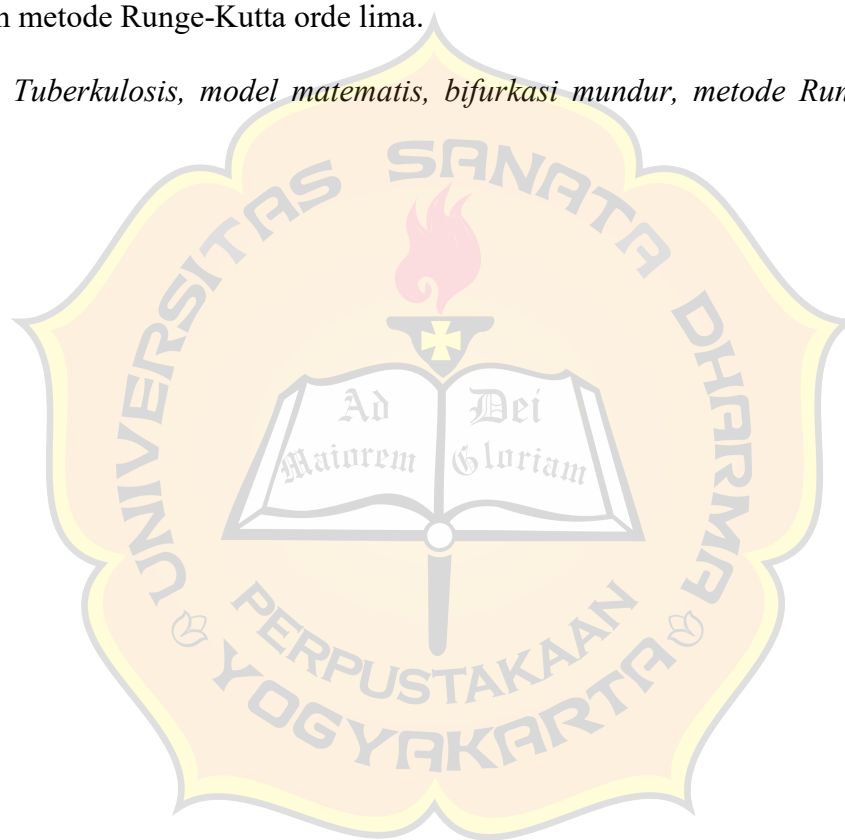 n metode Runge-Kutta orde lima.
Tuberkulosis, model matematis, bifurkasi mundur, metode Run
UNIVERSITAS SANATA DHARMA
Ad
Dei
Maiorem
Gloriam
PERPUSTAKAAN
YOGYAKARTA